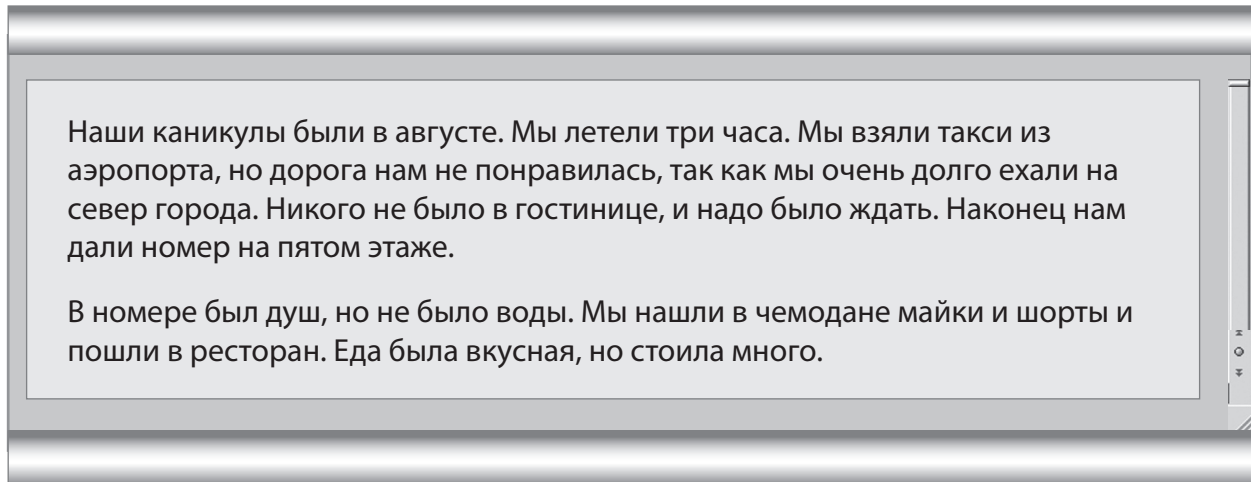 Наши каникулы были в августе. Мы летели три часа. Мы взяли такси из
аэропорта, но дорога нам не понравилась, так как мы очень долго ехали на
север города. Никого не было в гостинице, и надо было ждать. Наконец нам
дали номер на пятом этаже.
В номере был душ, но не было воды. Мы нашли в чемодане майки и шорты и
пошли в ресторан. Еда была вкусная, но стоила много.